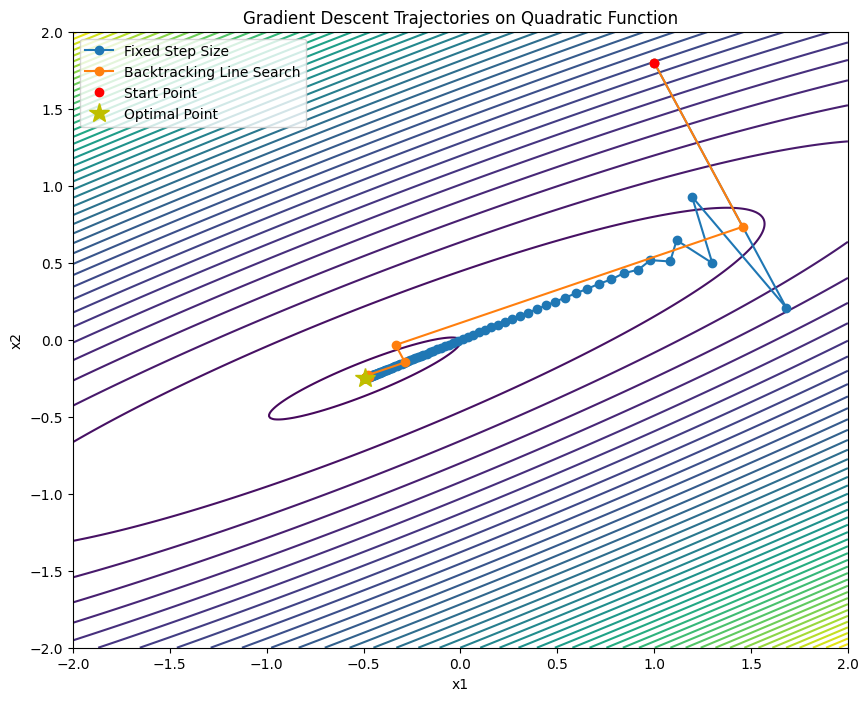 Gradient Descent Trajectories on Quadratic Function
Fixed Step Size
Backtracking Line Search
Start Point
Optimal Point
2.0
1.5
1.0
0.5
0.0
−0.5
−1.0
−1.5
−2.0
x2
−2.0 −1.5 −1.0 −0.5 0.0 0.5 1.0 1.5 2.0
x1